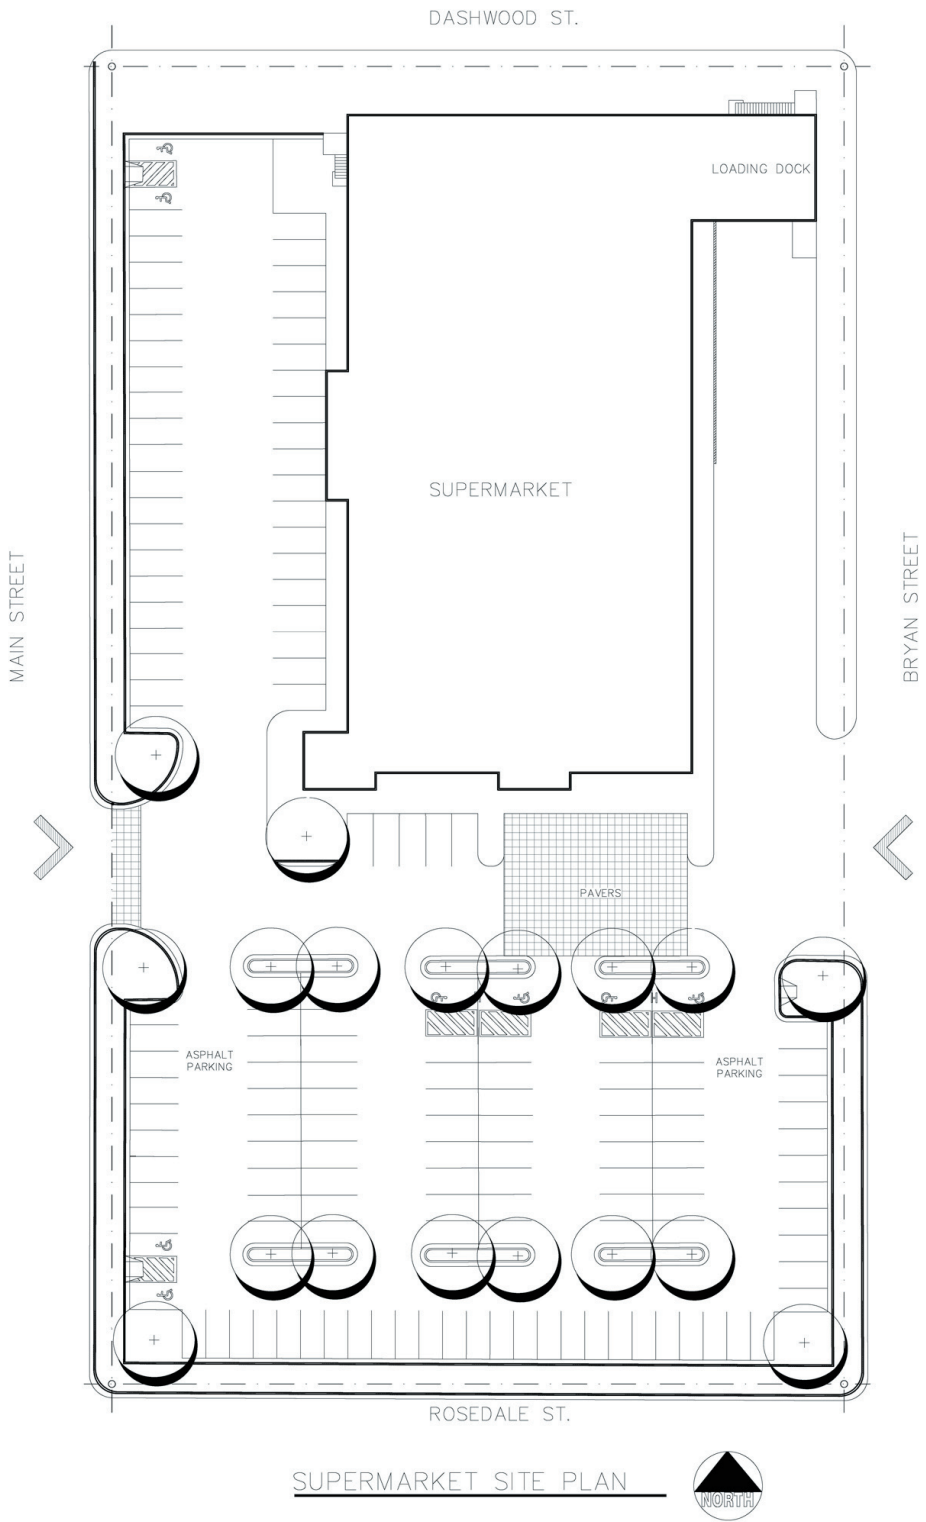 DASHWOOD ST.
LOADING DOCK
SUPERMARKET
MAIN STREET
BRYAN STREET
PAVERS
H
ASPHALT
PARKING
ASPHALT
PARKING
ROSEDALE ST.
SUPERMARKET SITE PLAN
NORTH